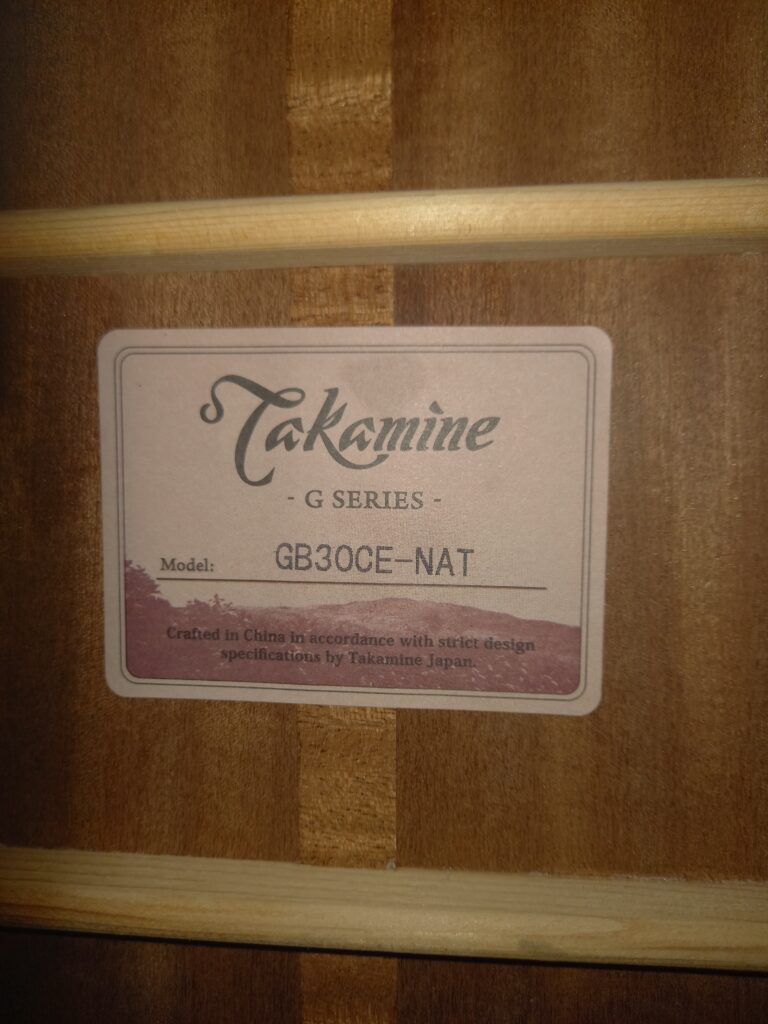 Takamine
- G SERIES -
Model: GB30CE-NAT
Crafted in China in accordance with strict design
specifications by Takamine Japan.